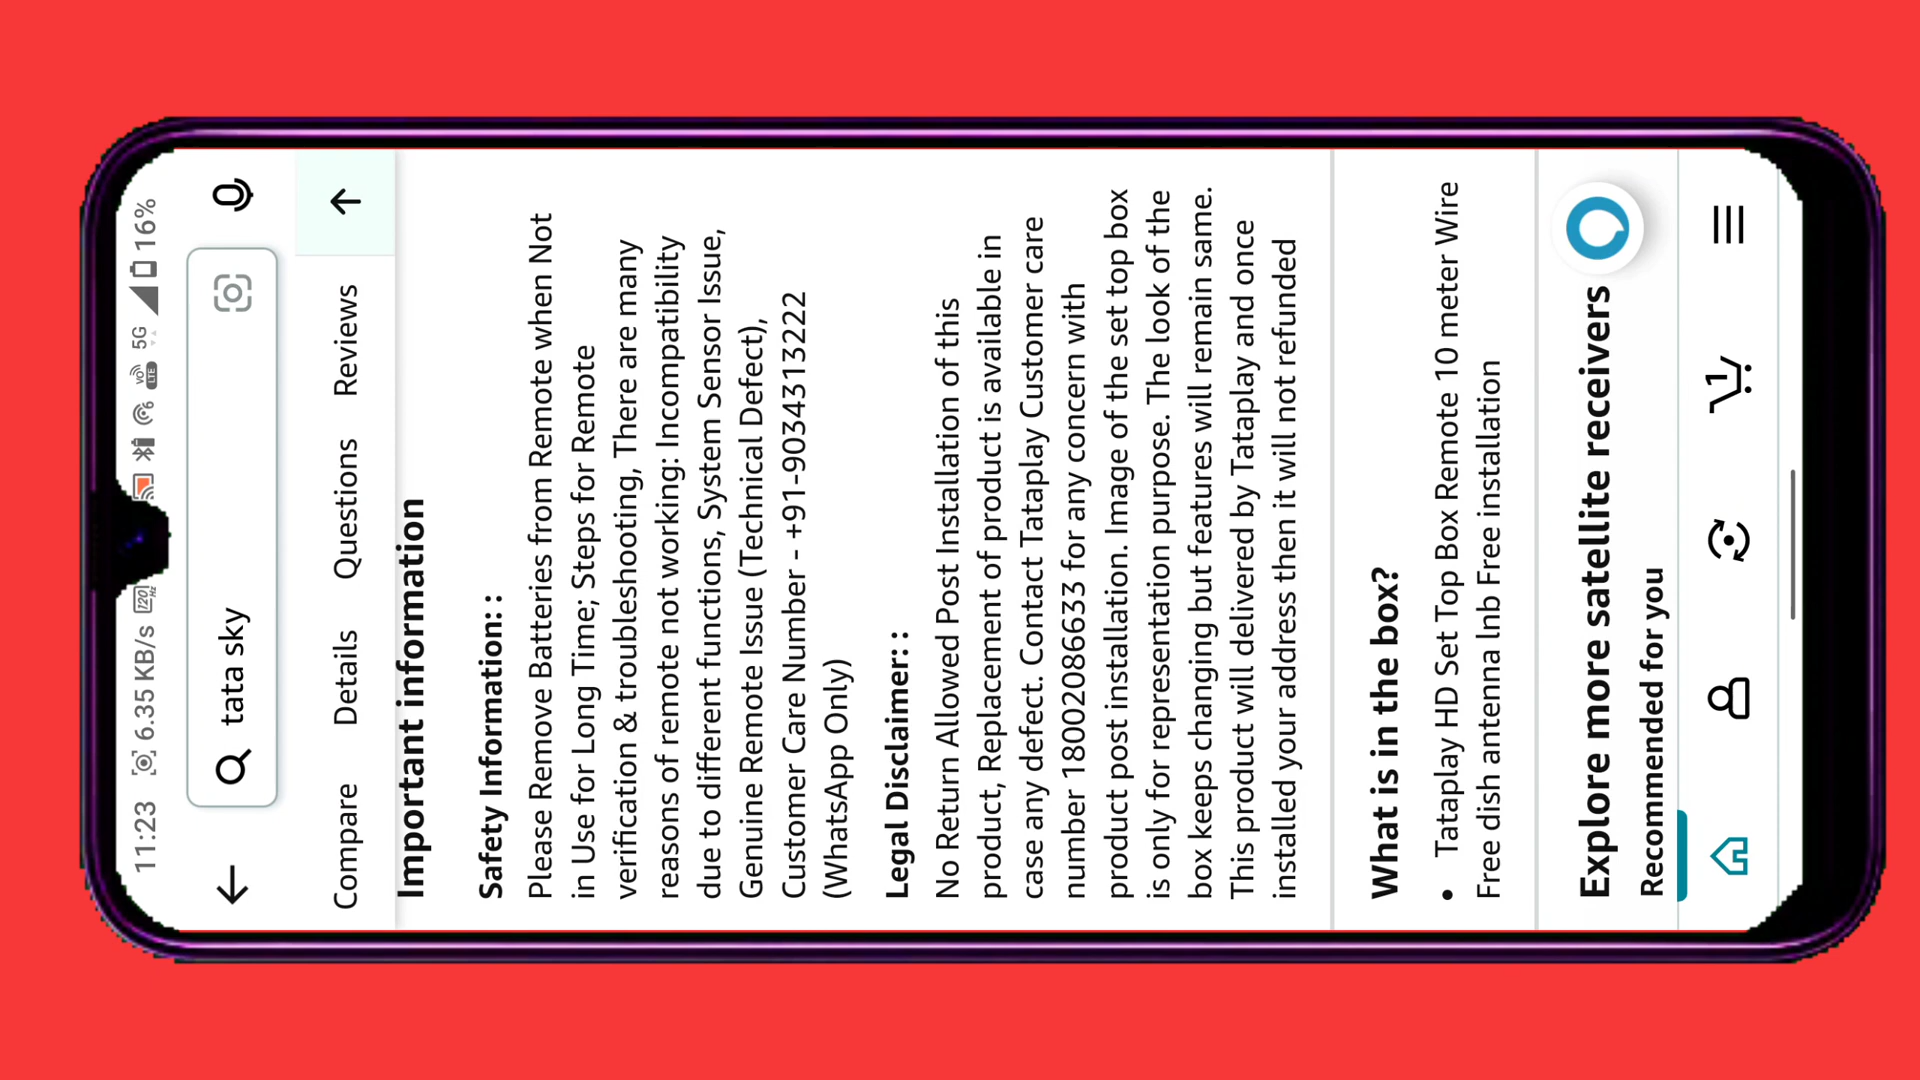 11:23 6.35 KB/s 120 Hz 6 Vo LTE 5G 16%
tata sky
Compare Details Questions Reviews
Important information
Safety Information: :
Please Remove Batteries from Remote when Not
in Use for Long Time; Steps for Remote
verification & troubleshooting, There are many
reasons of remote not working: Incompatibility
due to different functions, System Sensor Issue,
Genuine Remote Issue (Technical Defect),
Customer Care Number - +91-9034313222
(WhatsApp Only)
Legal Disclaimer: :
No Return Allowed Post Installation of this
product, Replacement of product is available in
case any defect. Contact Tataplay Customer care
number 18002086633 for any concern with
product post installation. Image of the set top box
is only for representation purpose. The look of the
box keeps changing but features will remain same.
This product will delivered by Tataplay and once
installed your address then it will not refunded
What is in the box?
• Tataplay HD Set Top Box Remote 10 meter Wire
Free dish antenna lnb Free installation
Explore more satellite receivers
Recommended for you
1